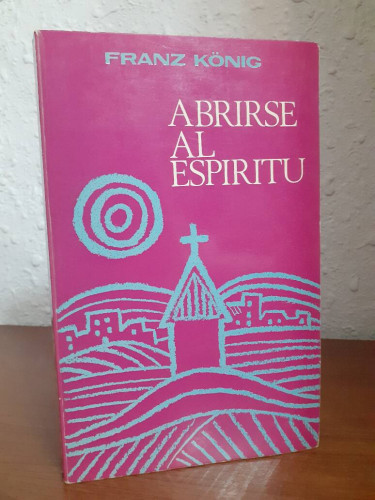 FRANZ KÖNIG
ABRIRSE
AL
ESPIRITU